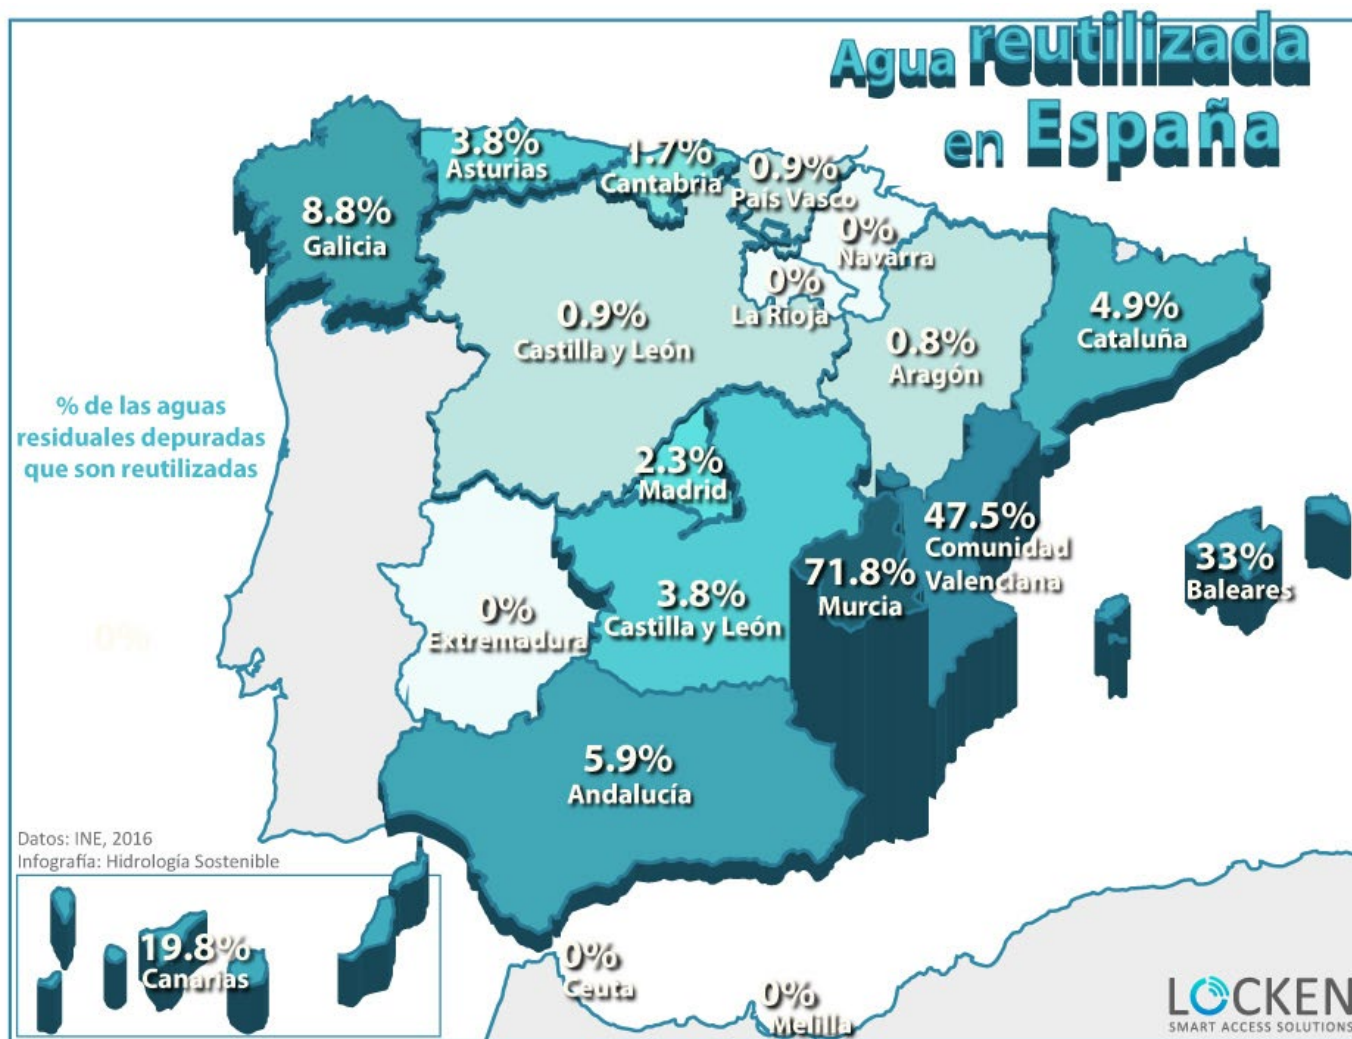 Agua reutilizada
en España
3.8%
Asturias
1.7%
Cantabria
0.9%
País Vasco
8.8%
Galicia
0%
Navarra
0%
La Rioja
0.9%
Castilla y León
0.8%
Aragón
4.9%
Cataluña
% de las aguas
residuales depuradas
que son reutilizadas
2.3%
Madrid
47.5%
Comunidad
Valenciana
71.8%
Murcia
33%
Baleares
0%
Extremadura
3.8%
Castilla y León
0%
5.9%
Andalucía
Datos: INE, 2016
Infografía: Hidrología Sostenible
19.8%
Canarias
0%
Ceuta
0%
Melilla
LOCKEN
SMART ACCESS SOLUTIONS